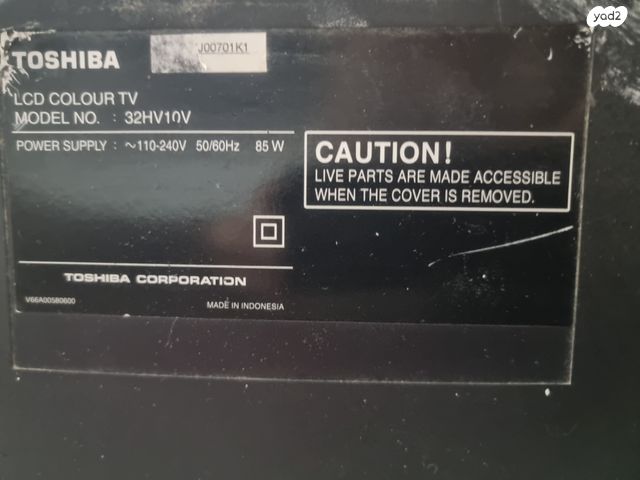 yad2
TOSHIBA
J00701K1
LCD COLOUR TV
MODEL NO. : 32HV10V
POWER SUPPLY : ~110-240V 50/60Hz 85 W
CAUTION!
LIVE PARTS ARE MADE ACCESSIBLE
WHEN THE COVER IS REMOVED.
TOSHIBA CORPORATION
V66A00580600
MADE IN INDONESIA